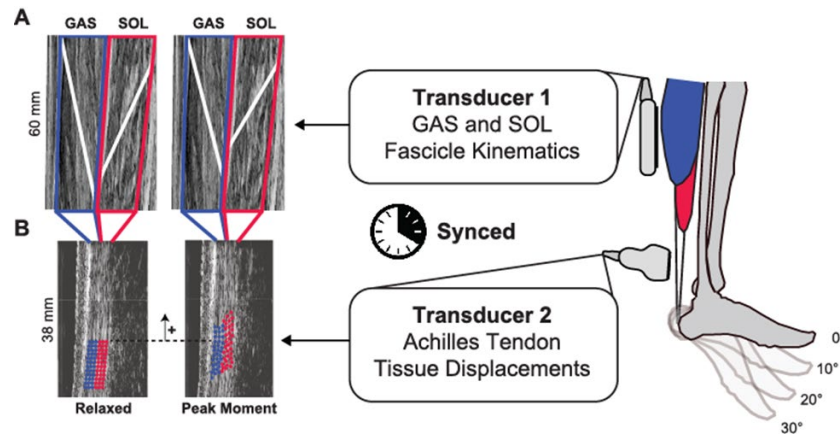 A
GAS SOL GAS SOL
60 mm
Transducer 1
GAS and SOL
Fascicle Kinematics
B
Synced
38 mm
+
Transducer 2
Achilles Tendon
Tissue Displacements
Relaxed
Peak Moment
0
10°
20°
30°